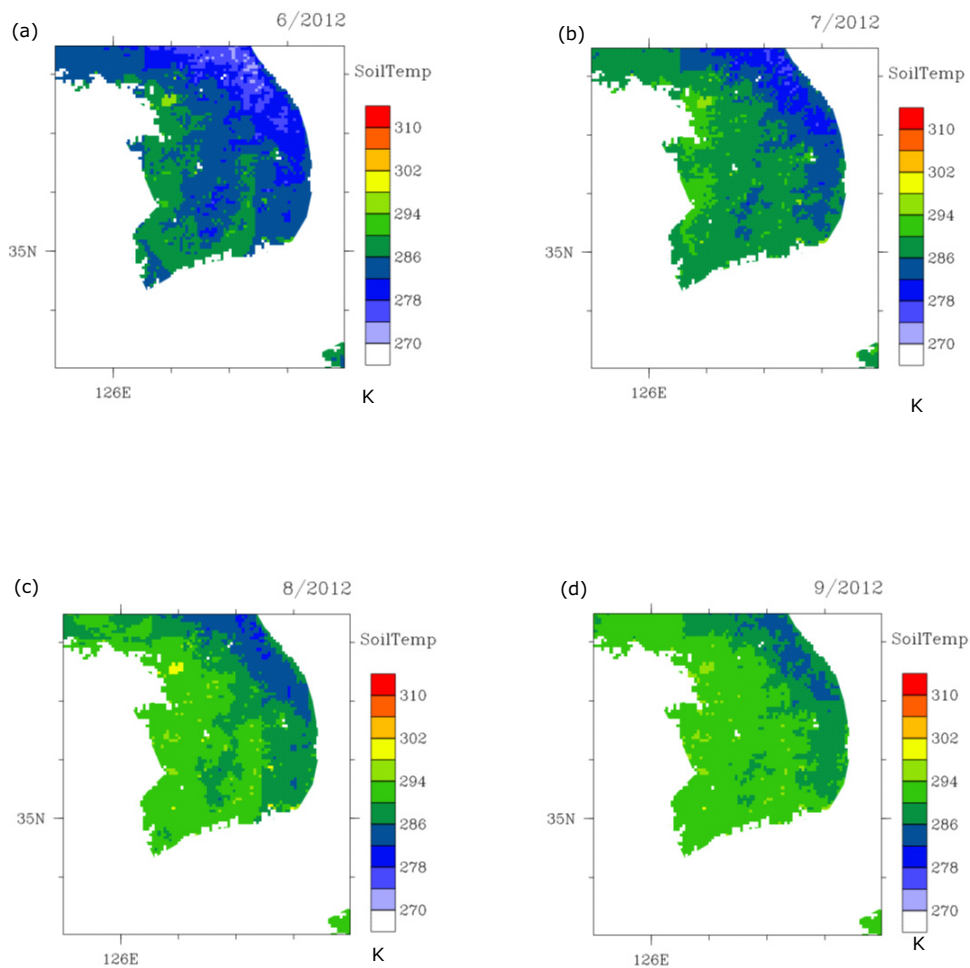 (a)
6/2012
SoilTemp
310
302
294
286
278
270
35N
126E
K
(b)
7/2012
SoilTemp
310
302
294
286
278
270
35N
126E
K
(c)
8/2012
SoilTemp
310
302
294
286
278
270
35N
126E
K
(d)
9/2012
SoilTemp
310
302
294
286
278
270
35N
126E
K